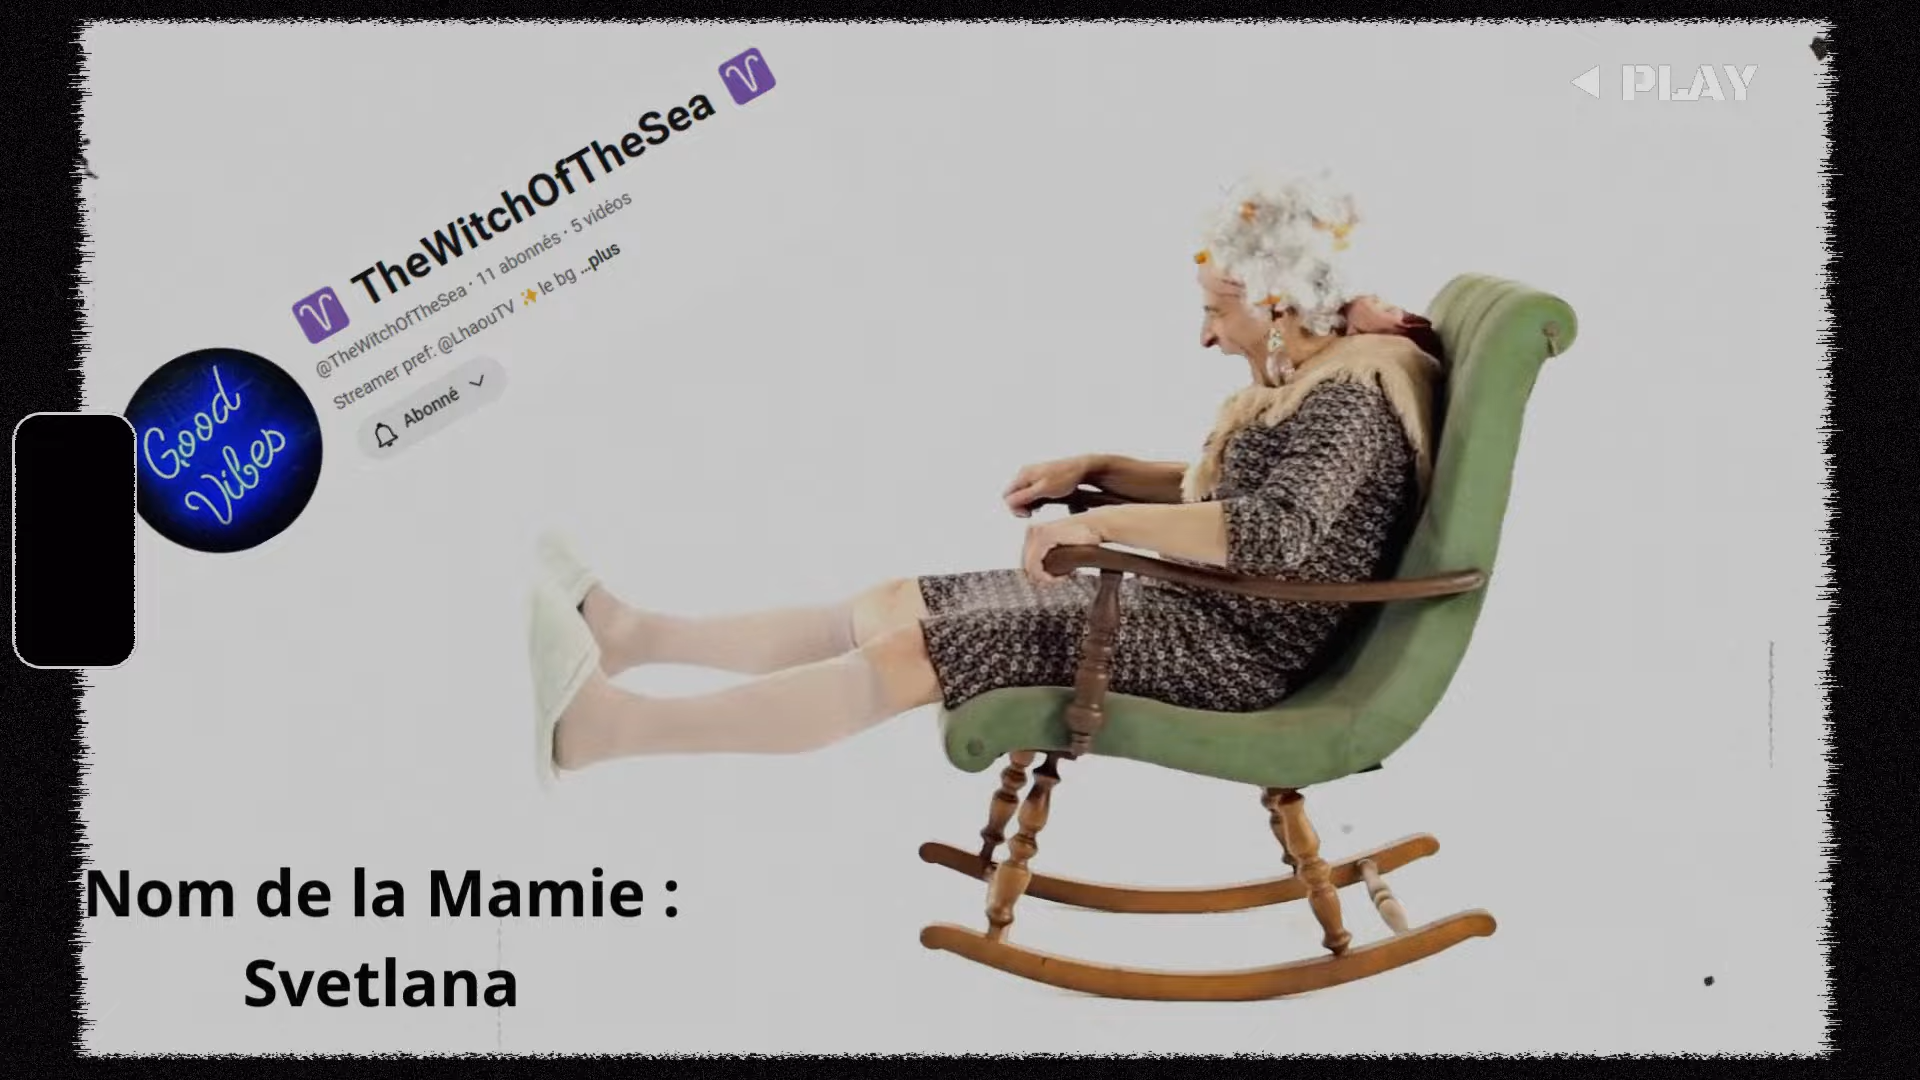 ◀ PLAY
♈ TheWitchOfTheSea ♈
@TheWitchOfTheSea · 11 abonnés · 5 vidéos
Streamer pref: @LhaouTV ✨le bg ...plus
Abonné
Good
Vibes
Nom de la Mamie :
Svetlana